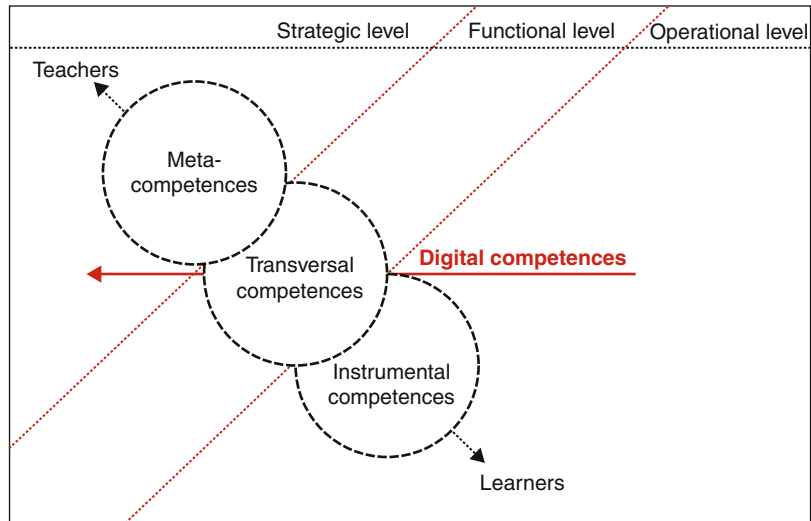 Strategic level
Functional level
Operational level
Teachers
Meta-
competences
Digital competences
Transversal
competences
Instrumental
competences
Learners